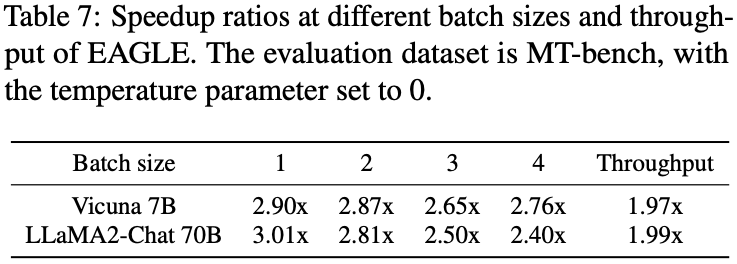 Table 7: Speedup ratios at different batch sizes and through-
put of EAGLE. The evaluation dataset is MT-bench, with
the temperature parameter set to 0.
Batch size 1 2 3 4 Throughput
Vicuna 7B 2.90x 2.87x 2.65x 2.76x 1.97x
LLaMA2-Chat 70B 3.01x 2.81x 2.50x 2.40x 1.99x